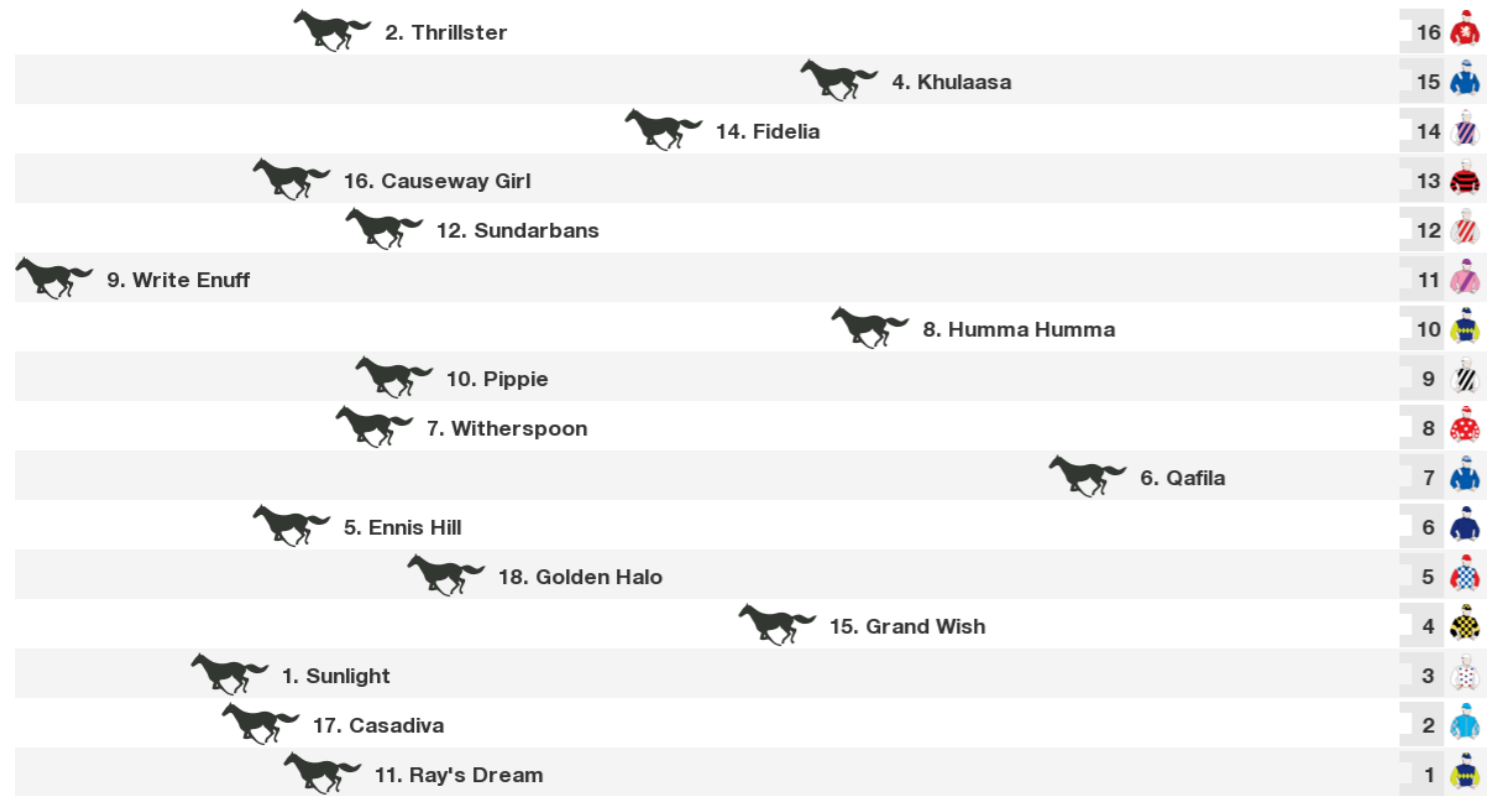 2. Thrillster 16
4. Khulaasa 15
14. Fidelia 14
16. Causeway Girl 13
12. Sundarbans 12
9. Write Enuff 11
8. Humma Humma 10
10. Pippie 9
7. Witherspoon 8
6. Qafila 7
5. Ennis Hill 6
18. Golden Halo 5
15. Grand Wish 4
1. Sunlight 3
17. Casadiva 2
11. Ray's Dream 1